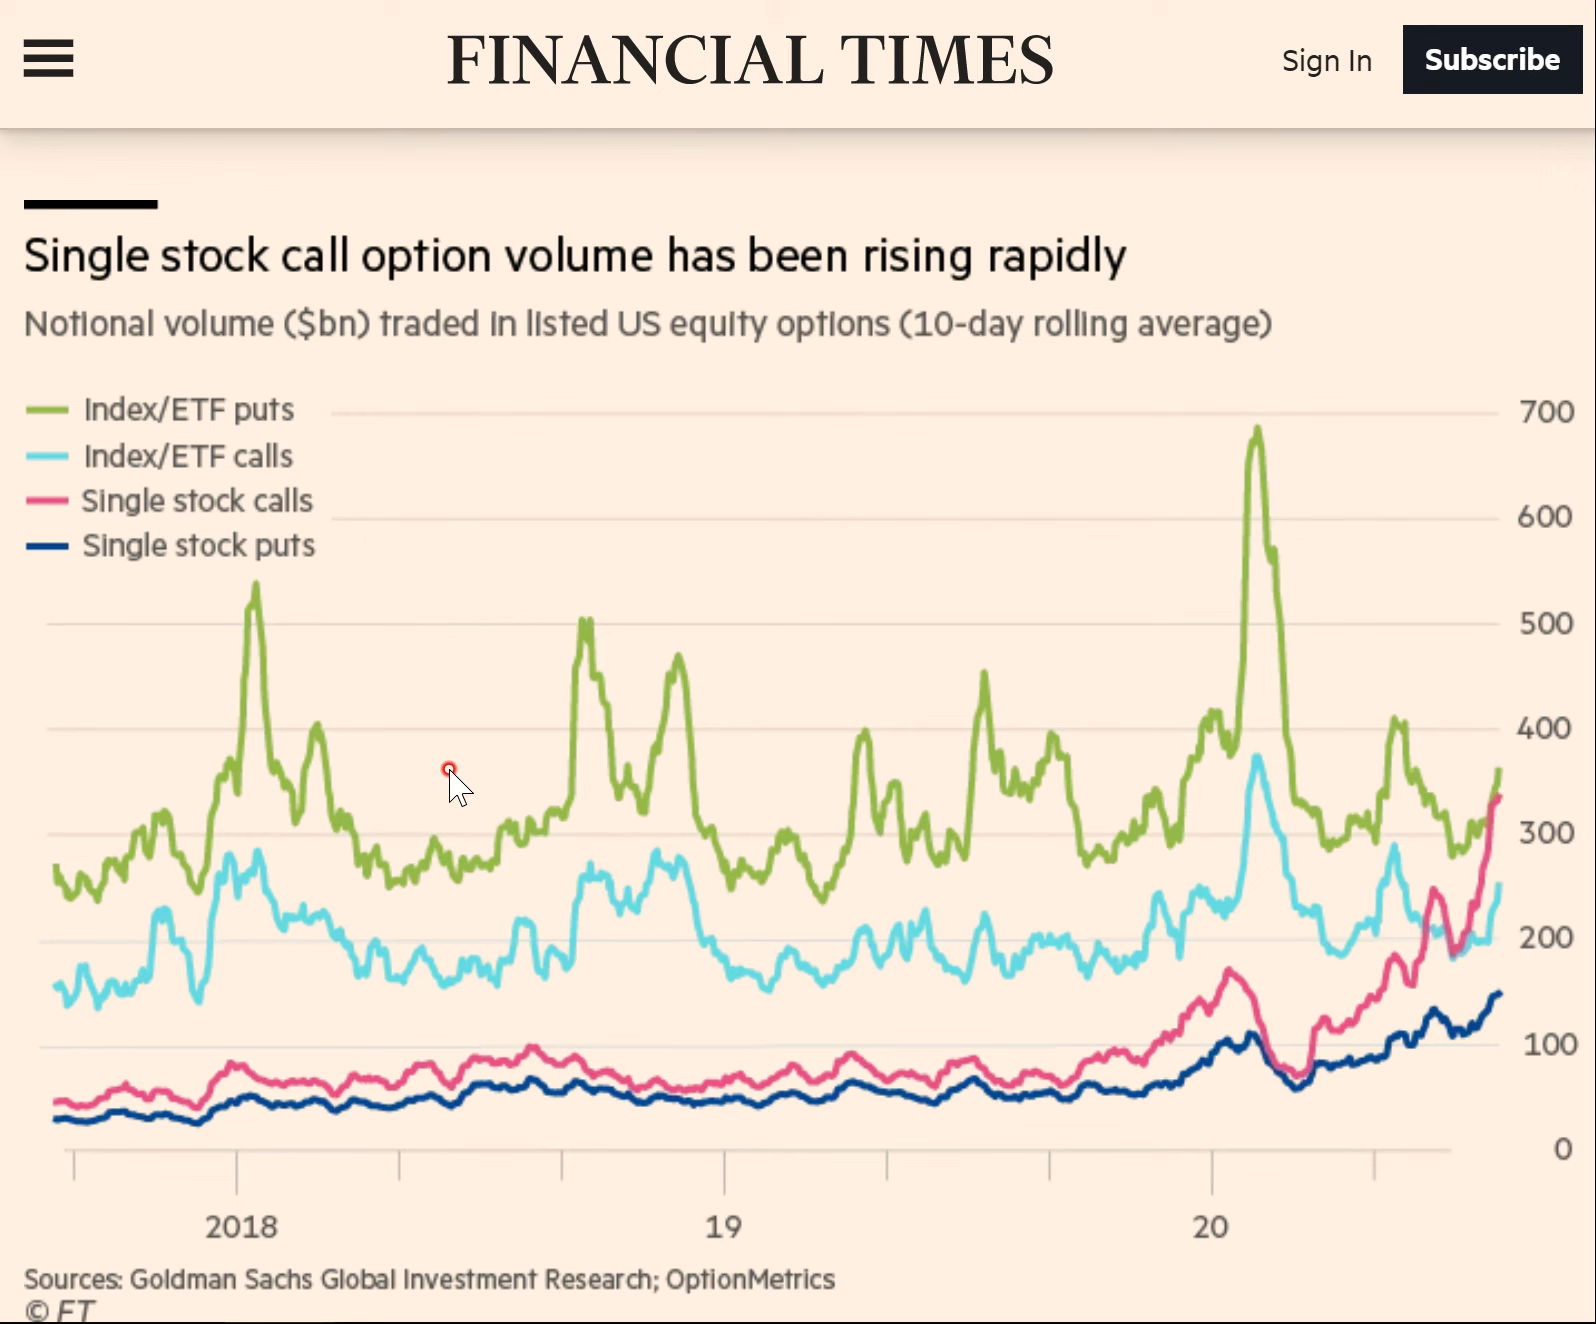 FINANCIAL TIMES
Sign In
Subscribe
Single stock call option volume has been rising rapidly
Notional volume ($bn) traded in listed US equity options (10-day rolling average)
Index/ETF puts
Index/ETF calls
Single stock calls
Single stock puts
700
600
500
400
300
200
100
0
2018
19
20
Sources: Goldman Sachs Global Investment Research; OptionMetrics
© FT